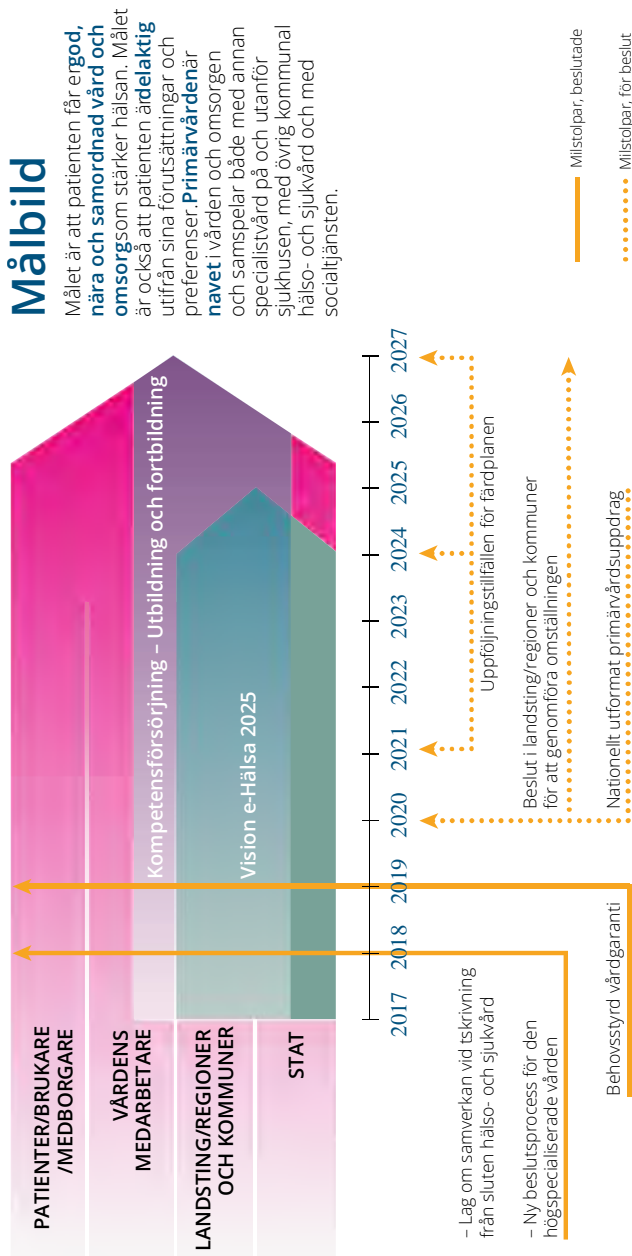 PATIENTER/BRUKARE
/MEDBORGARE
VÅRDENS
MEDARBETARE
LANDSTING/REGIONER
OCH KOMMUNER
STAT
Kompetensförsörjning – Utbildning och fortbildning
Vision e-Hälsa 2025
2017 2018 2019 2020 2021 2022 2023 2024 2025 2026 2027
Målbild
Målet är att patienten får en god,
nära och samordnad vård och
omsorg som stärker hälsan. Målet
är också att patienten är delaktig
utifrån sina förutsättningar och
preferenser. Primärvården är
navet i vården och omsorgen
och samspelar både med annan
specialistvård på och utanför
sjukhusen, med övrig kommunal
hälso- och sjukvård och med
socialtjänsten.
– Lag om samverkan vid tskrivning
från sluten hälso- och sjukvård
– Ny beslutsprocess för den
högspecialiserade vården
Behovsstyrd vårdgaranti
Uppföljningstillfällen för färdplanen
Beslut i landsting/regioner och kommuner
för att genomföra omställningen
Nationellt utformat primärvårdsuppdrag
Milstolpar, beslutade
Milstolpar, för beslut